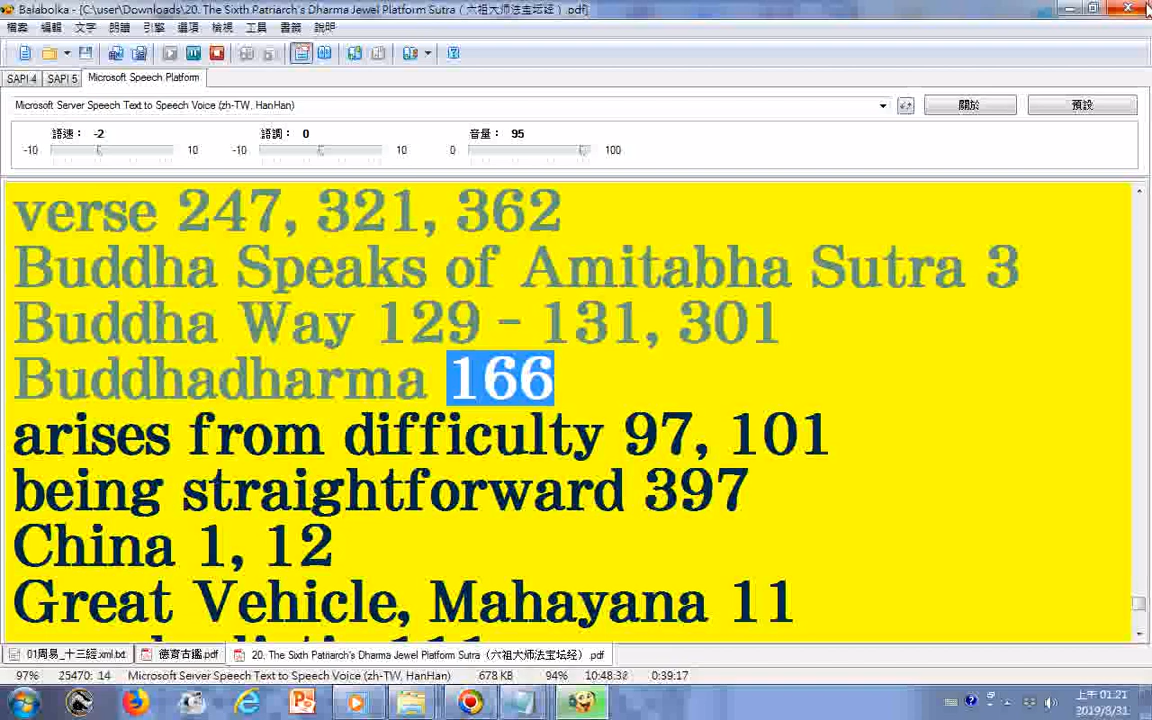 Balabolka - [C:\user\Downloads\20. The Sixth Patriarch's Dharma Jewel Platform Sutra（六祖大师法宝坛经）.pdf]
檔案 編輯 文字 朗讀 引擎 選項 檢視 工具 書籤 說明
SAPI 4 SAPI 5 Microsoft Speech Platform
Microsoft Server Speech Text to Speech Voice (zh-TW, HanHan) 關於 預設
語速： -2 語調： 0 音量： 95
-10 10 -10 10 0 100
verse 247, 321, 362
Buddha Speaks of Amitabha Sutra 3
Buddha Way 129 - 131, 301
Buddhadharma 166
arises from difficulty 97, 101
being straightforward 397
China 1, 12
Great Vehicle, Mahayana 11
01周易_十三經.xml.txt 德育古鑑.pdf 20. The Sixth Patriarch's Dharma Jewel Platform Sutra（六祖大师法宝坛经）.pdf
97% 25470: 14 Microsoft Server Speech Text to Speech Voice (zh-TW, HanHan) 678 KB 94% 10:48:38 0:39:17
上午 01:21
2019/8/31